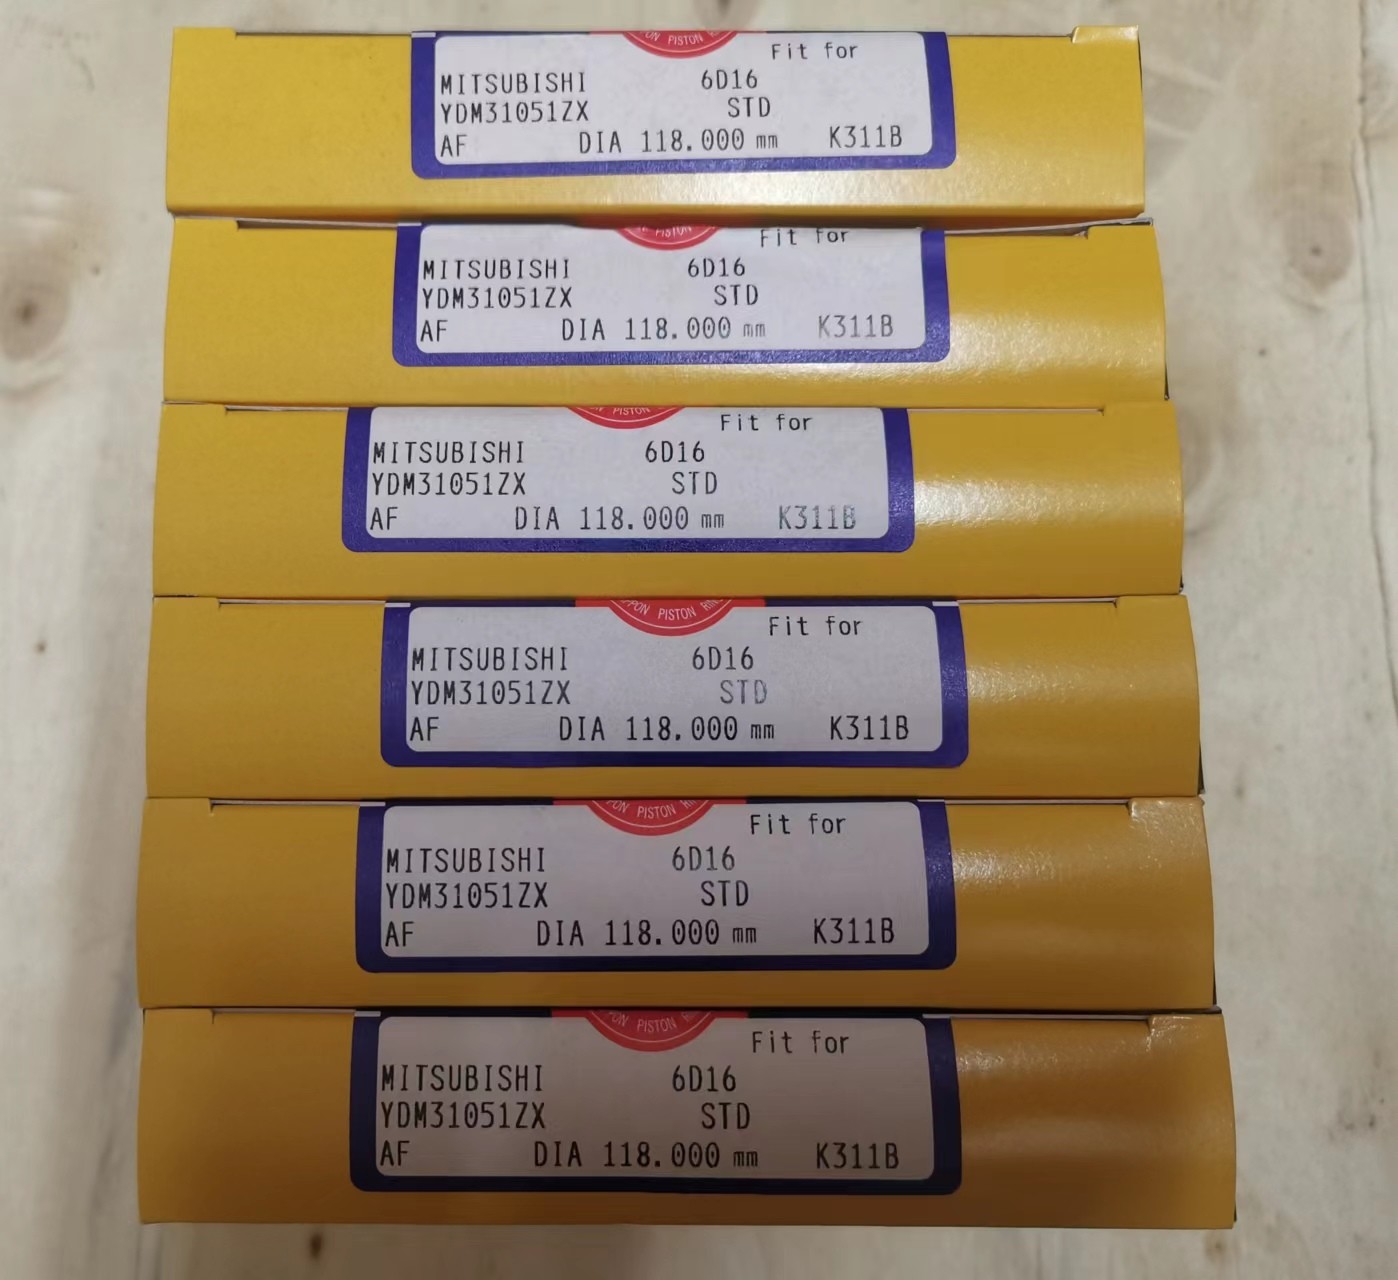 PISTON
Fit for
MITSUBISHI 6D16
YDM31051ZX STD
AF DIA 118.000 mm K311B
PISTON
Fit for
MITSUBISHI 6D16
YDM31051ZX STD
AF DIA 118.000 mm K311B
PISTON
Fit for
MITSUBISHI 6D16
YDM31051ZX STD
AF DIA 118.000 mm K311B
PISTON RING
Fit for
MITSUBISHI 6D16
YDM31051ZX STD
AF DIA 118.000 mm K311B
PISTON
Fit for
MITSUBISHI 6D16
YDM31051ZX STD
AF DIA 118.000 mm K311B
PISTON
Fit for
MITSUBISHI 6D16
YDM31051ZX STD
AF DIA 118.000 mm K311B